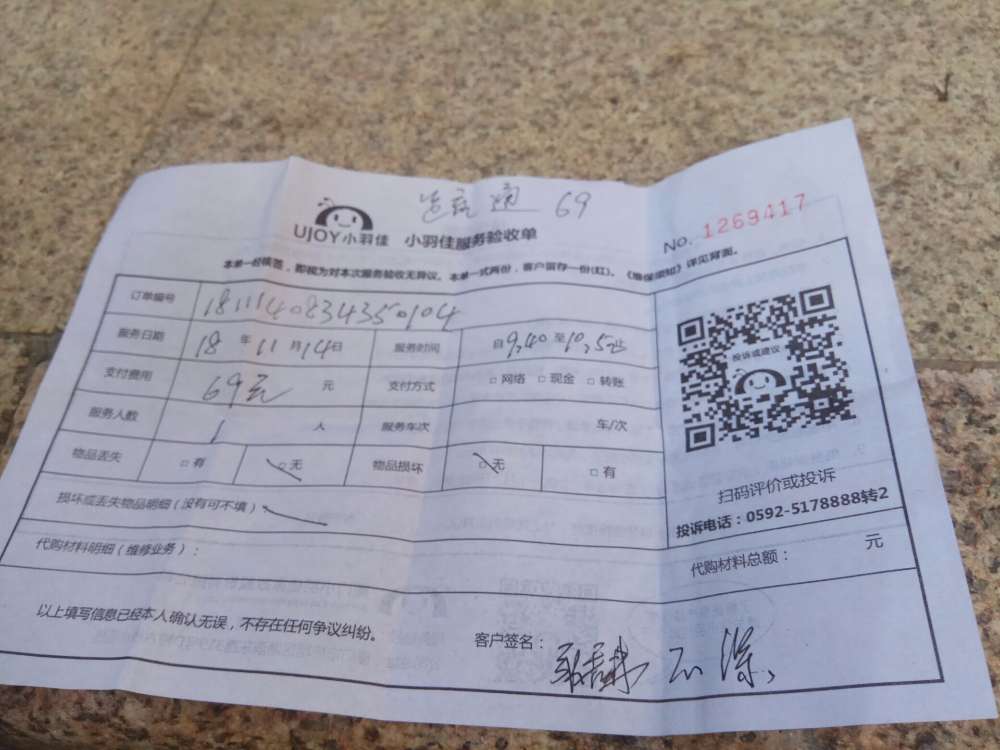 通 69
UJOY小羽佳 小羽佳服务验收单
No. 1269417
本单一经核签，即视为对本次服务验收无异议。本单一式两份，客户留存一份(红)。《维保须知》详见背面。
订单编号 1811140834350104
服务日期 18 年 11 月 14 日 服务时间 自 9,40 至 10,50
支付费用 69元 元 支付方式 □ 网络 □ 现金 □ 转账
服务人数 1 人 服务车次 车/次
物品丢失 □ 有 □ 无 物品损坏 □ 无 □ 有
损坏或丢失物品明细（没有可不填）
代购材料明细（维修业务）：
投诉或建议
扫码评价或投诉
投诉电话：0592-5178888转2
代购材料总额： 元
以上填写信息已经本人确认无误，不存在任何争议纠纷。
客户签名：